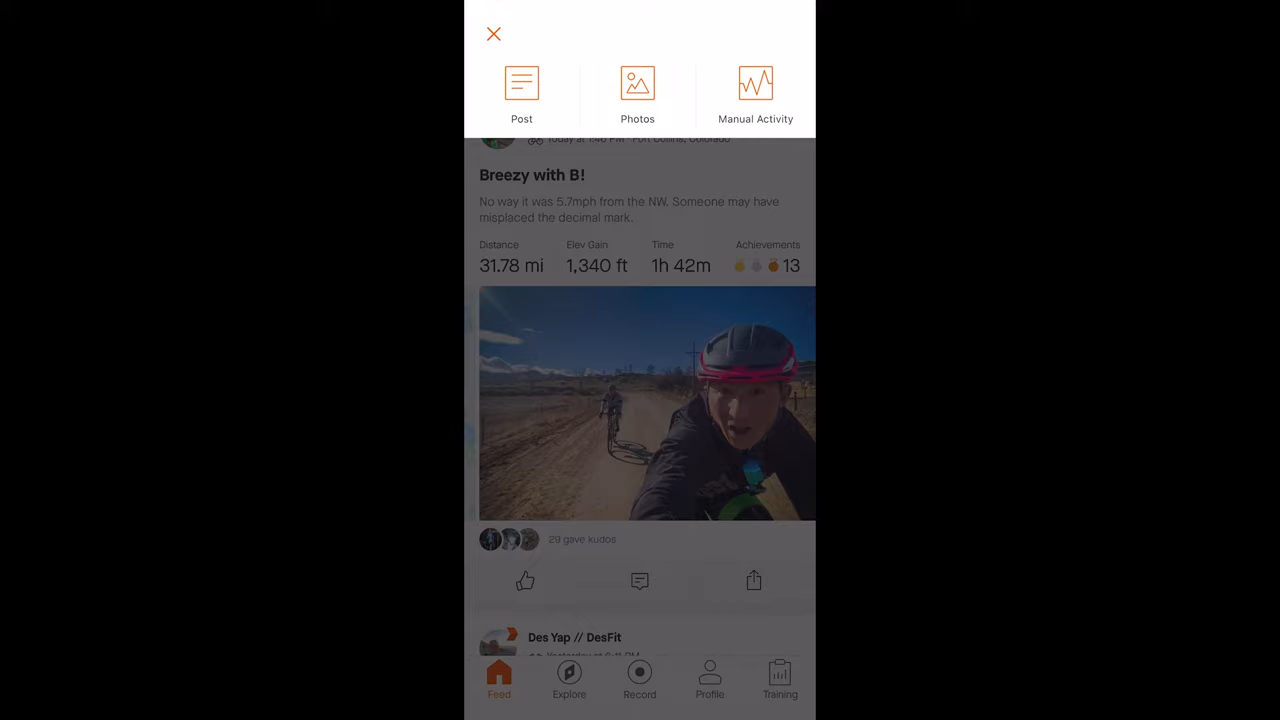 Post
Photos
Manual Activity
Today at 1:46 PM · Fort Collins, Colorado
Breezy with B!
No way it was 5.7mph from the NW. Someone may have
misplaced the decimal mark.
Distance
Elev Gain
Time
Achievements
31.78 mi
1,340 ft
1h 42m
13
29 gave kudos
Des Yap // DesFit
Yesterday at 6:11 PM
Feed
Explore
Record
Profile
Training